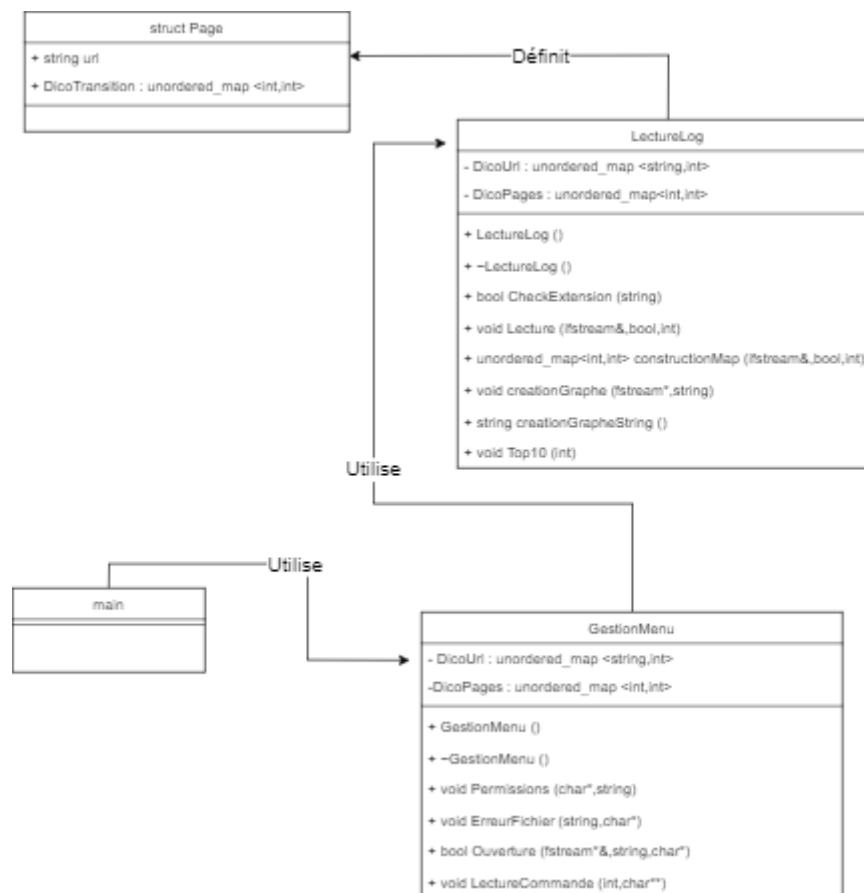 struct Page
+ string url
+ DicoTransition : unordered_map <int,int>
Définit
LectureLog
- DicoUrl : unordered_map <string,int>
- DicoPages : unordered_map<int,int>
+ LectureLog ()
+ ~LectureLog ()
+ bool CheckExtension (string)
+ void Lecture (ifstream&,bool,int)
+ unordered_map<int,int> constructionMap (ifstream&,bool,int)
+ void creationGraphe (fstream*,string)
+ string creationGrapheString ()
+ void Top10 (int)
Utilise
Utilise
main
GestionMenu
- DicoUrl : unordered_map <string,int>
-DicoPages : unordered_map <int,int>
+ GestionMenu ()
+ ~GestionMenu ()
+ void Permissions (char*,string)
+ void ErreurFichier (string,char*)
+ bool Ouverture (fstream*&,string,char*)
+ void LectureCommande (int,char**)